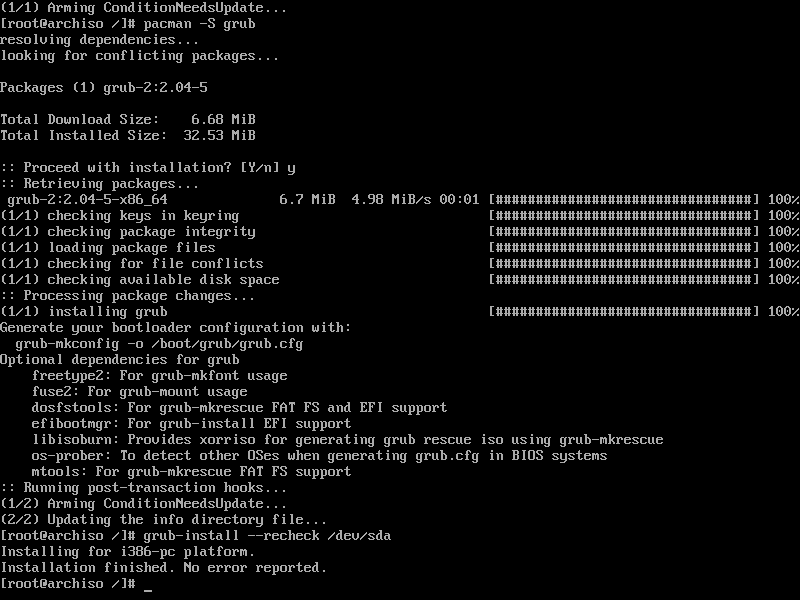 (1/1) Arming ConditionNeedsUpdate...
[root@archiso /]# pacman -S grub
resolving dependencies...
looking for conflicting packages...

Packages (1) grub-2:2.04-5

Total Download Size:    6.68 MiB
Total Installed Size:  32.53 MiB

:: Proceed with installation? [Y/n] y
:: Retrieving packages...
 grub-2:2.04-5-x86_64              6.7 MiB  4.98 MiB/s 00:01 [################################] 100%
(1/1) checking keys in keyring                               [################################] 100%
(1/1) checking package integrity                             [################################] 100%
(1/1) loading package files                                  [################################] 100%
(1/1) checking for file conflicts                            [################################] 100%
(1/1) checking available disk space                          [################################] 100%
:: Processing package changes...
(1/1) installing grub                                        [################################] 100%
Generate your bootloader configuration with:
  grub-mkconfig -o /boot/grub/grub.cfg
Optional dependencies for grub
    freetype2: For grub-mkfont usage
    fuse2: For grub-mount usage
    dosfstools: For grub-mkrescue FAT FS and EFI support
    efibootmgr: For grub-install EFI support
    libisoburn: Provides xorriso for generating grub rescue iso using grub-mkrescue
    os-prober: To detect other OSes when generating grub.cfg in BIOS systems
    mtools: For grub-mkrescue FAT FS support
:: Running post-transaction hooks...
(1/2) Arming ConditionNeedsUpdate...
(2/2) Updating the info directory file...
[root@archiso /]# grub-install --recheck /dev/sda
Installing for i386-pc platform.
Installation finished. No error reported.
[root@archiso /]# _